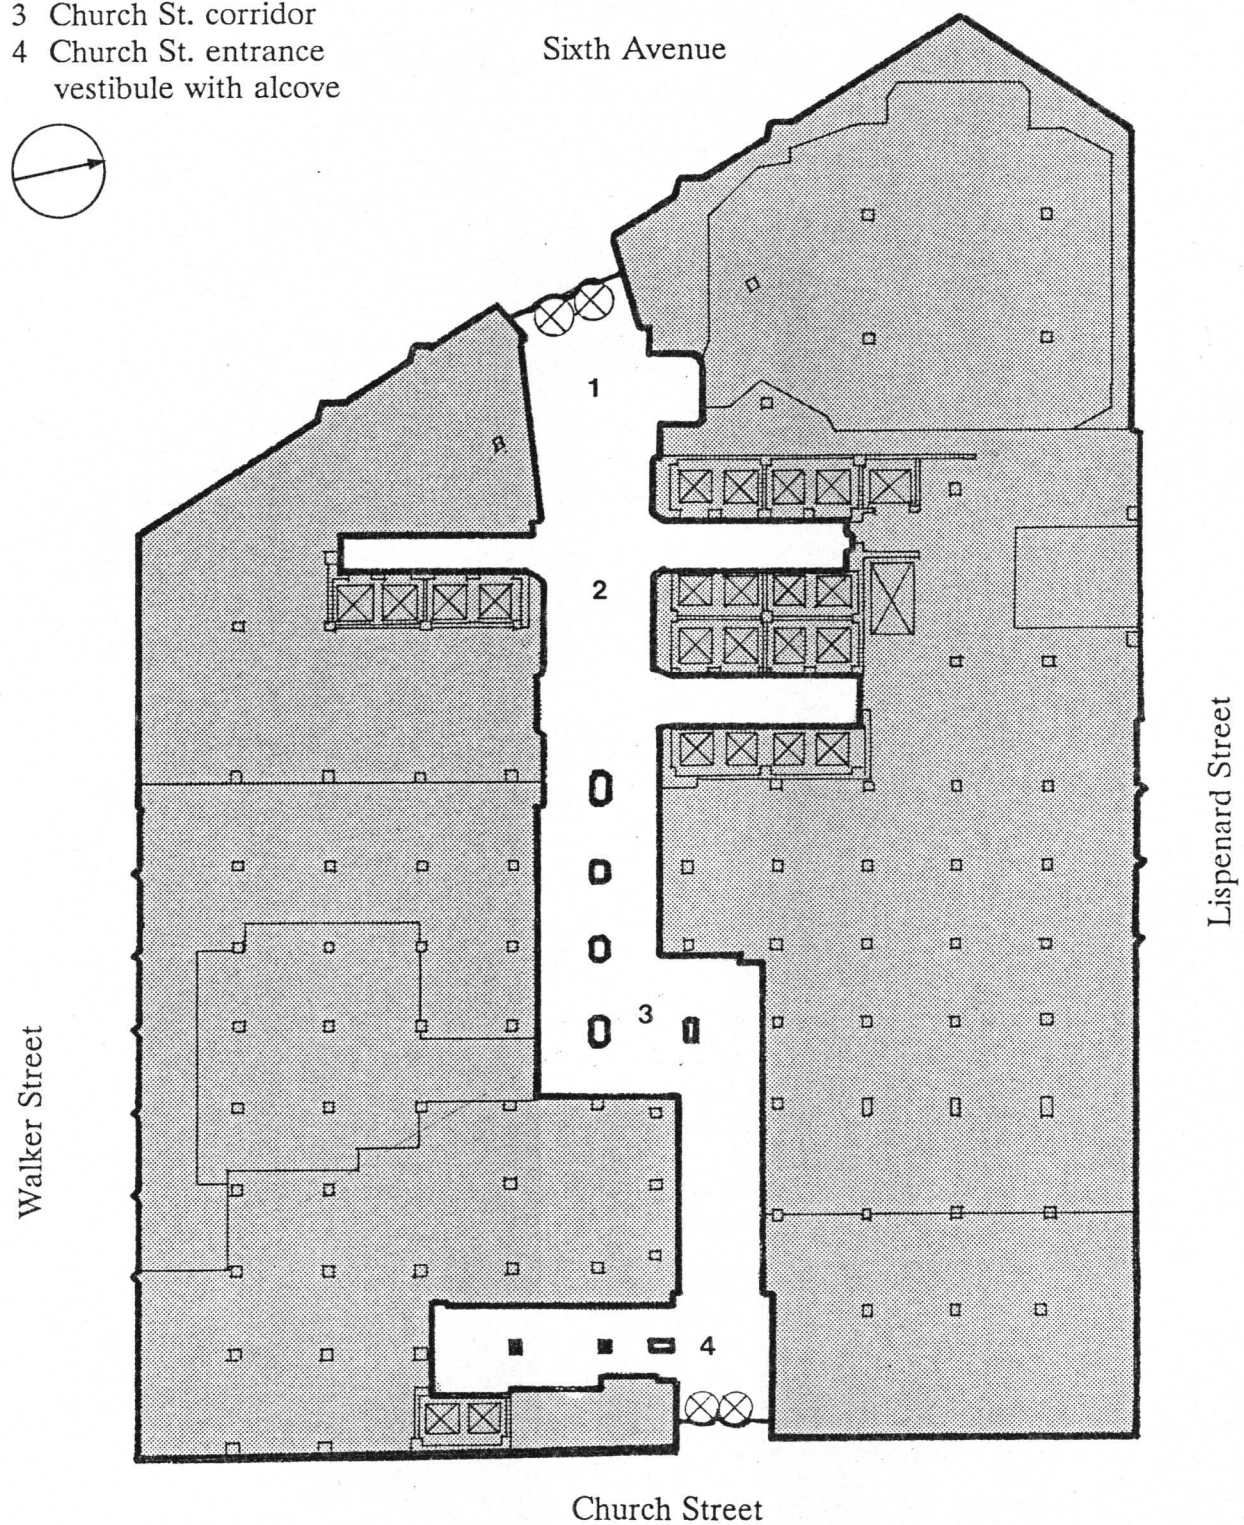 3 Church St. corridor
4 Church St. entrance
vestibule with alcove
Sixth Avenue
1
2
3
4
Lispenard Street
Walker Street
Church Street